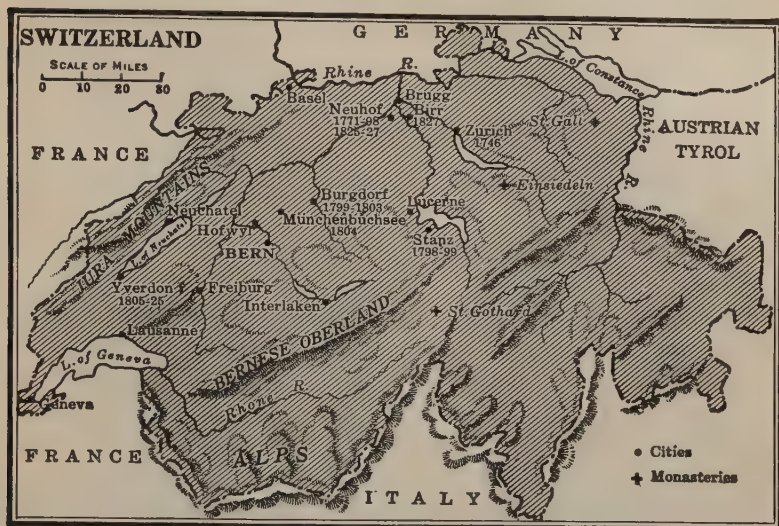 SWITZERLAND
SCALE OF MILES
10 0 10 20 30
GERMANY
L. of Constance
Rhine R.
Basel
Brugg
Neuhof
1771-98
1825-27
Birr
1827
Zurich
1746
St. Gall
Rhine R.
AUSTRIAN
TYROL
FRANCE
JURA MOUNTAINS
Neuchatel
L. of Neuchatel
Hofwyl
Burgdorf
1799-1803
Münchenbuchsee
1804
Lucerne
Einsiedeln
Stanz
1798-99
BERN
Yverdon
1805-25
Freiburg
Interlaken
St. Gothard
Lausanne
BERNESE OBERLAND
L. of Geneva
Rhone R.
Geneva
FRANCE
ALPS
ITALY
Cities
Monasteries